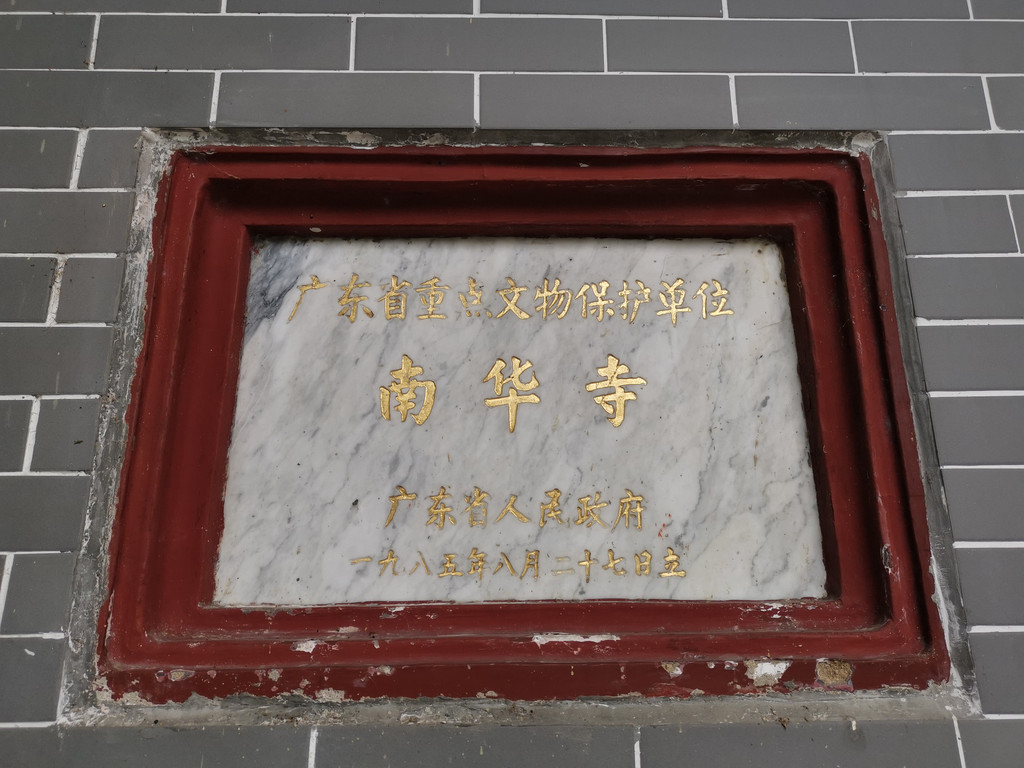 广东省重点文物保护单位
南华寺
广东省人民政府
一九八五年八月二十七日立